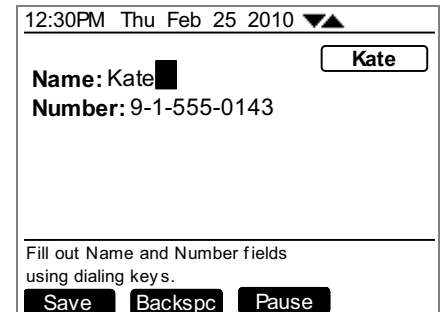 12:30PM Thu Feb 25 2010
Kate
Name: Kate
Number: 9-1-555-0143
Fill out Name and Number fields
using dialing keys.
Save Backspc Pause